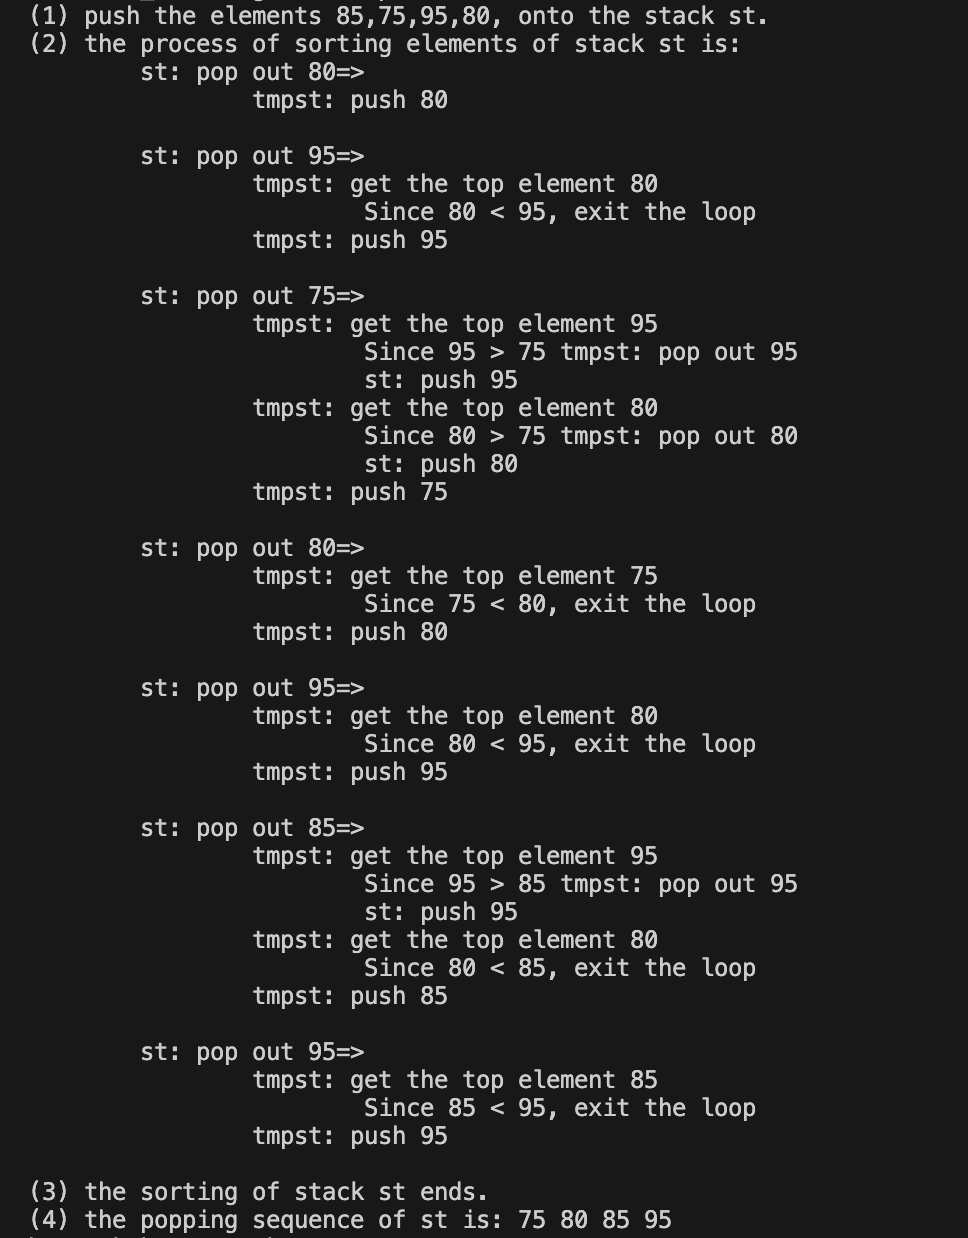 (1) push the elements 85,75,95,80, onto the stack st.
(2) the process of sorting elements of stack st is:
st: pop out 80=>
tmpst: push 80
st: pop out 95=>
tmpst: get the top element 80
Since 80 < 95, exit the loop
tmpst: push 95
st: pop out 75=>
tmpst: get the top element 95
Since 95 > 75 tmpst: pop out 95
st: push 95
tmpst: get the top element 80
Since 80 > 75 tmpst: pop out 80
st: push 80
tmpst: push 75
st: pop out 80=>
tmpst: get the top element 75
Since 75 < 80, exit the loop
tmpst: push 80
st: pop out 95=>
tmpst: get the top element 80
Since 80 < 95, exit the loop
tmpst: push 95
st: pop out 85=>
tmpst: get the top element 95
Since 95 > 85 tmpst: pop out 95
st: push 95
tmpst: get the top element 80
Since 80 < 85, exit the loop
tmpst: push 85
st: pop out 95=>
tmpst: get the top element 85
Since 85 < 95, exit the loop
tmpst: push 95
(3) the sorting of stack st ends.
(4) the popping sequence of st is: 75 80 85 95